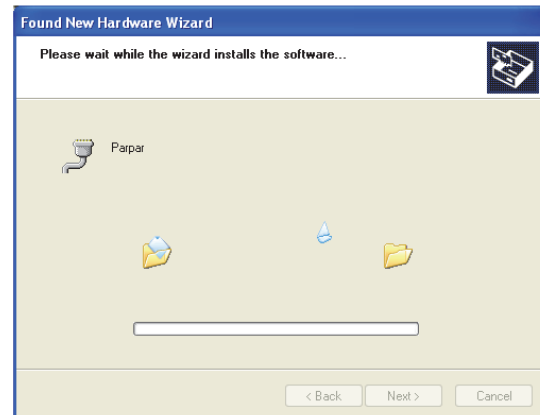 Found New Hardware Wizard
Please wait while the wizard installs the software...
Parpar
< Back Next > Cancel